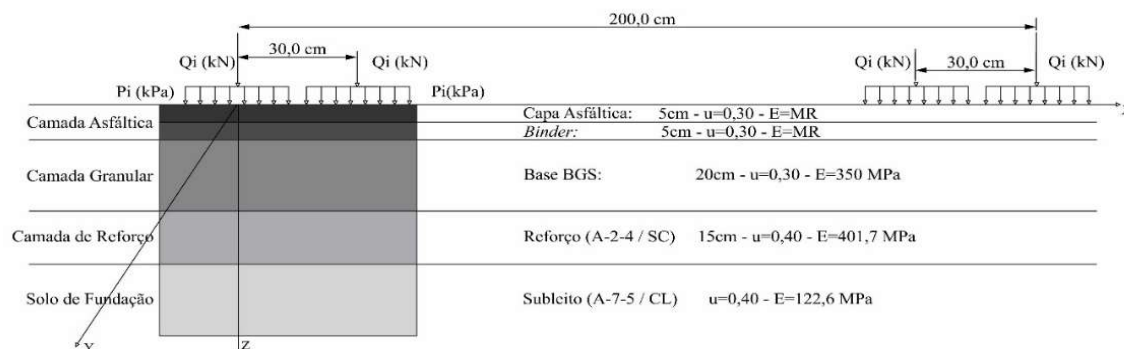 200,0 cm
Qi (kN)
30,0 cm
Qi (kN)
Qi (kN)
30,0 cm
Qi (kN)
Pi (kPa)
Pi(kPa)
Camada Asfáltica
Capa Asfáltica: 5cm - u=0,30 - E=MR
Binder: 5cm - u=0,30 - E=MR
Camada Granular
Base BGS: 20cm - u=0,30 - E=350 MPa
Camada de Reforço
Reforço (A-2-4 / SC) 15cm - u=0,40 - E=401,7 MPa
Solo de Fundação
Subleito (A-7-5 / CL) u=0,40 - E=122,6 MPa
Z